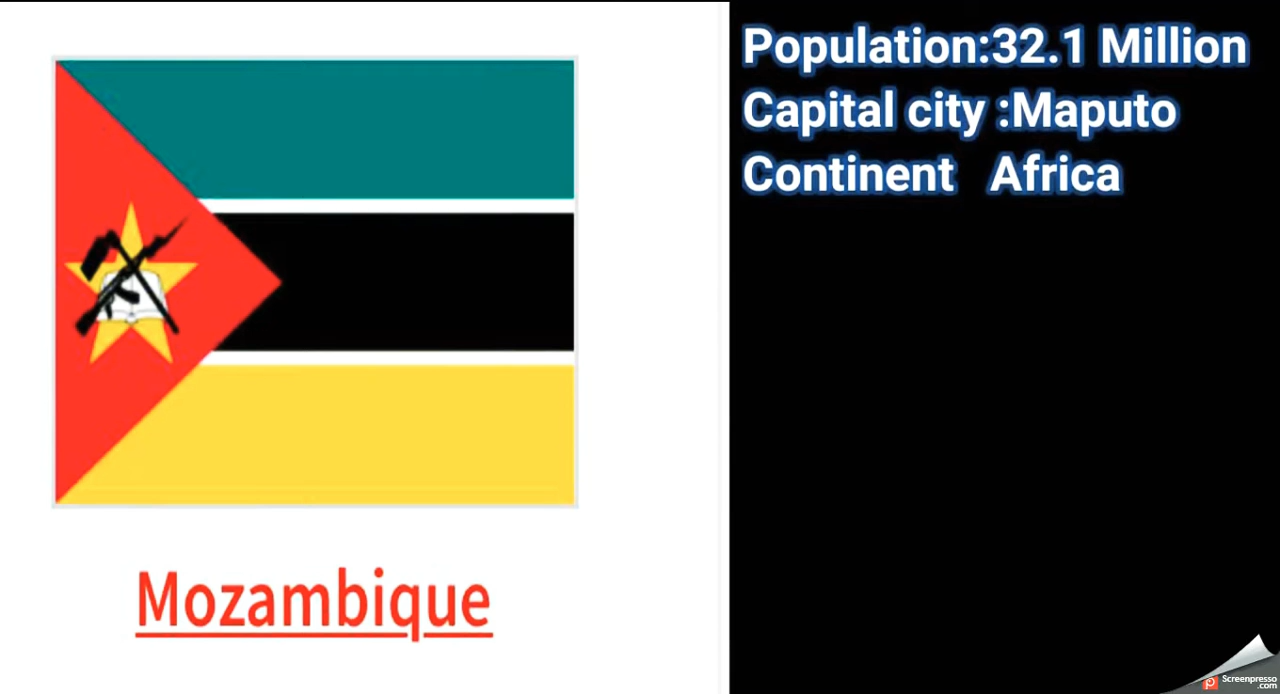 Population:32.1 Million
Capital city :Maputo
Continent Africa
Mozambique
Screenpresso
.com